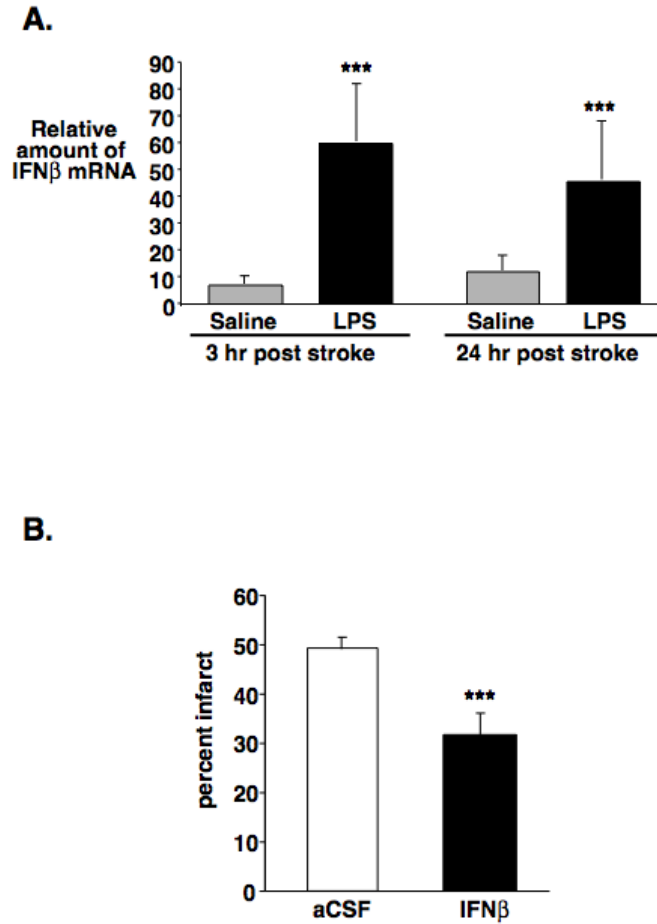 A.
Relative
amount of
IFNβ mRNA
90
80
70
60
50
40
30
20
10
0
***
***
Saline LPS Saline LPS
3 hr post stroke 24 hr post stroke
B.
percent infarct
60
50
40
30
20
10
0
***
aCSF IFNβ